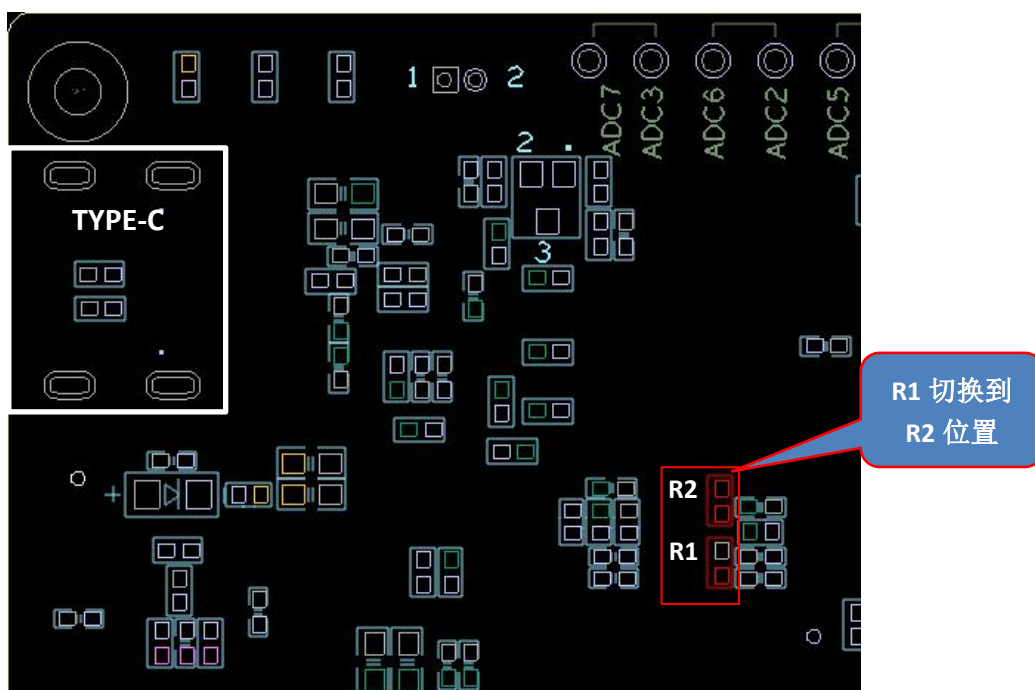 1 2
ADC7
ADC3
ADC6
ADC2
ADC5
2
TYPE-C
3
R1 切换到
R2 位置
+
R2
R1